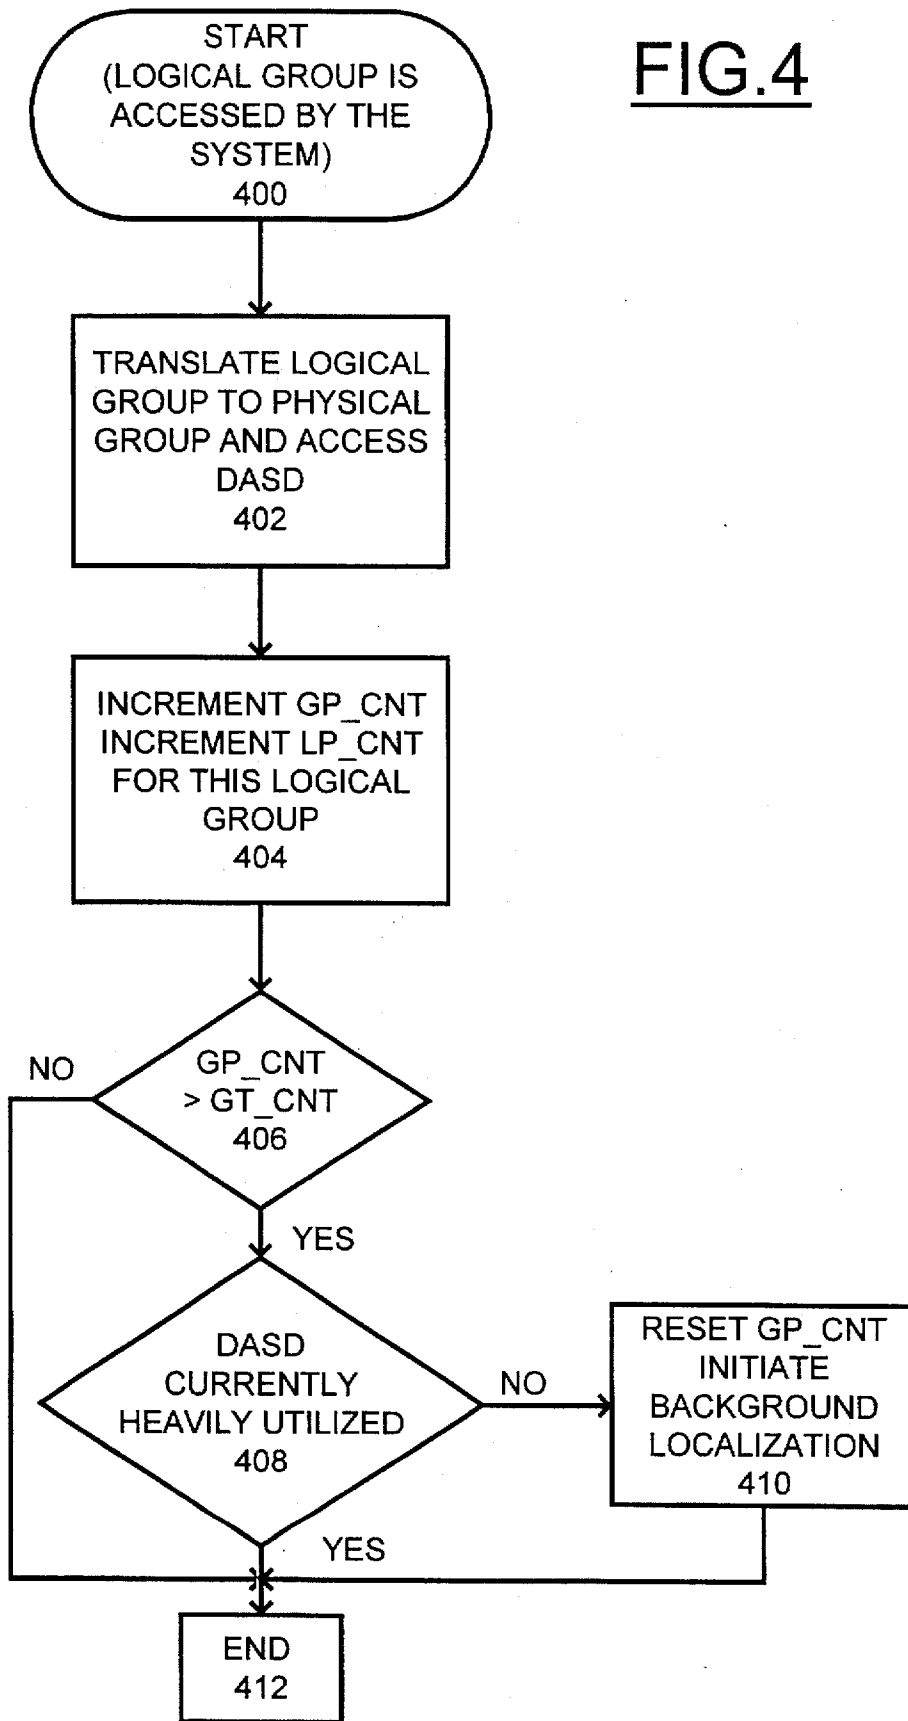 FIG.4
START
(LOGICAL GROUP IS
ACCESSED BY THE
SYSTEM)
400
TRANSLATE LOGICAL
GROUP TO PHYSICAL
GROUP AND ACCESS
DASD
402
INCREMENT GP_CNT
INCREMENT LP_CNT
FOR THIS LOGICAL
GROUP
404
NO
GP_CNT
> GT_CNT
406
YES
DASD
CURRENTLY
HEAVILY UTILIZED
408
NO
RESET GP_CNT
INITIATE
BACKGROUND
LOCALIZATION
410
YES
END
412